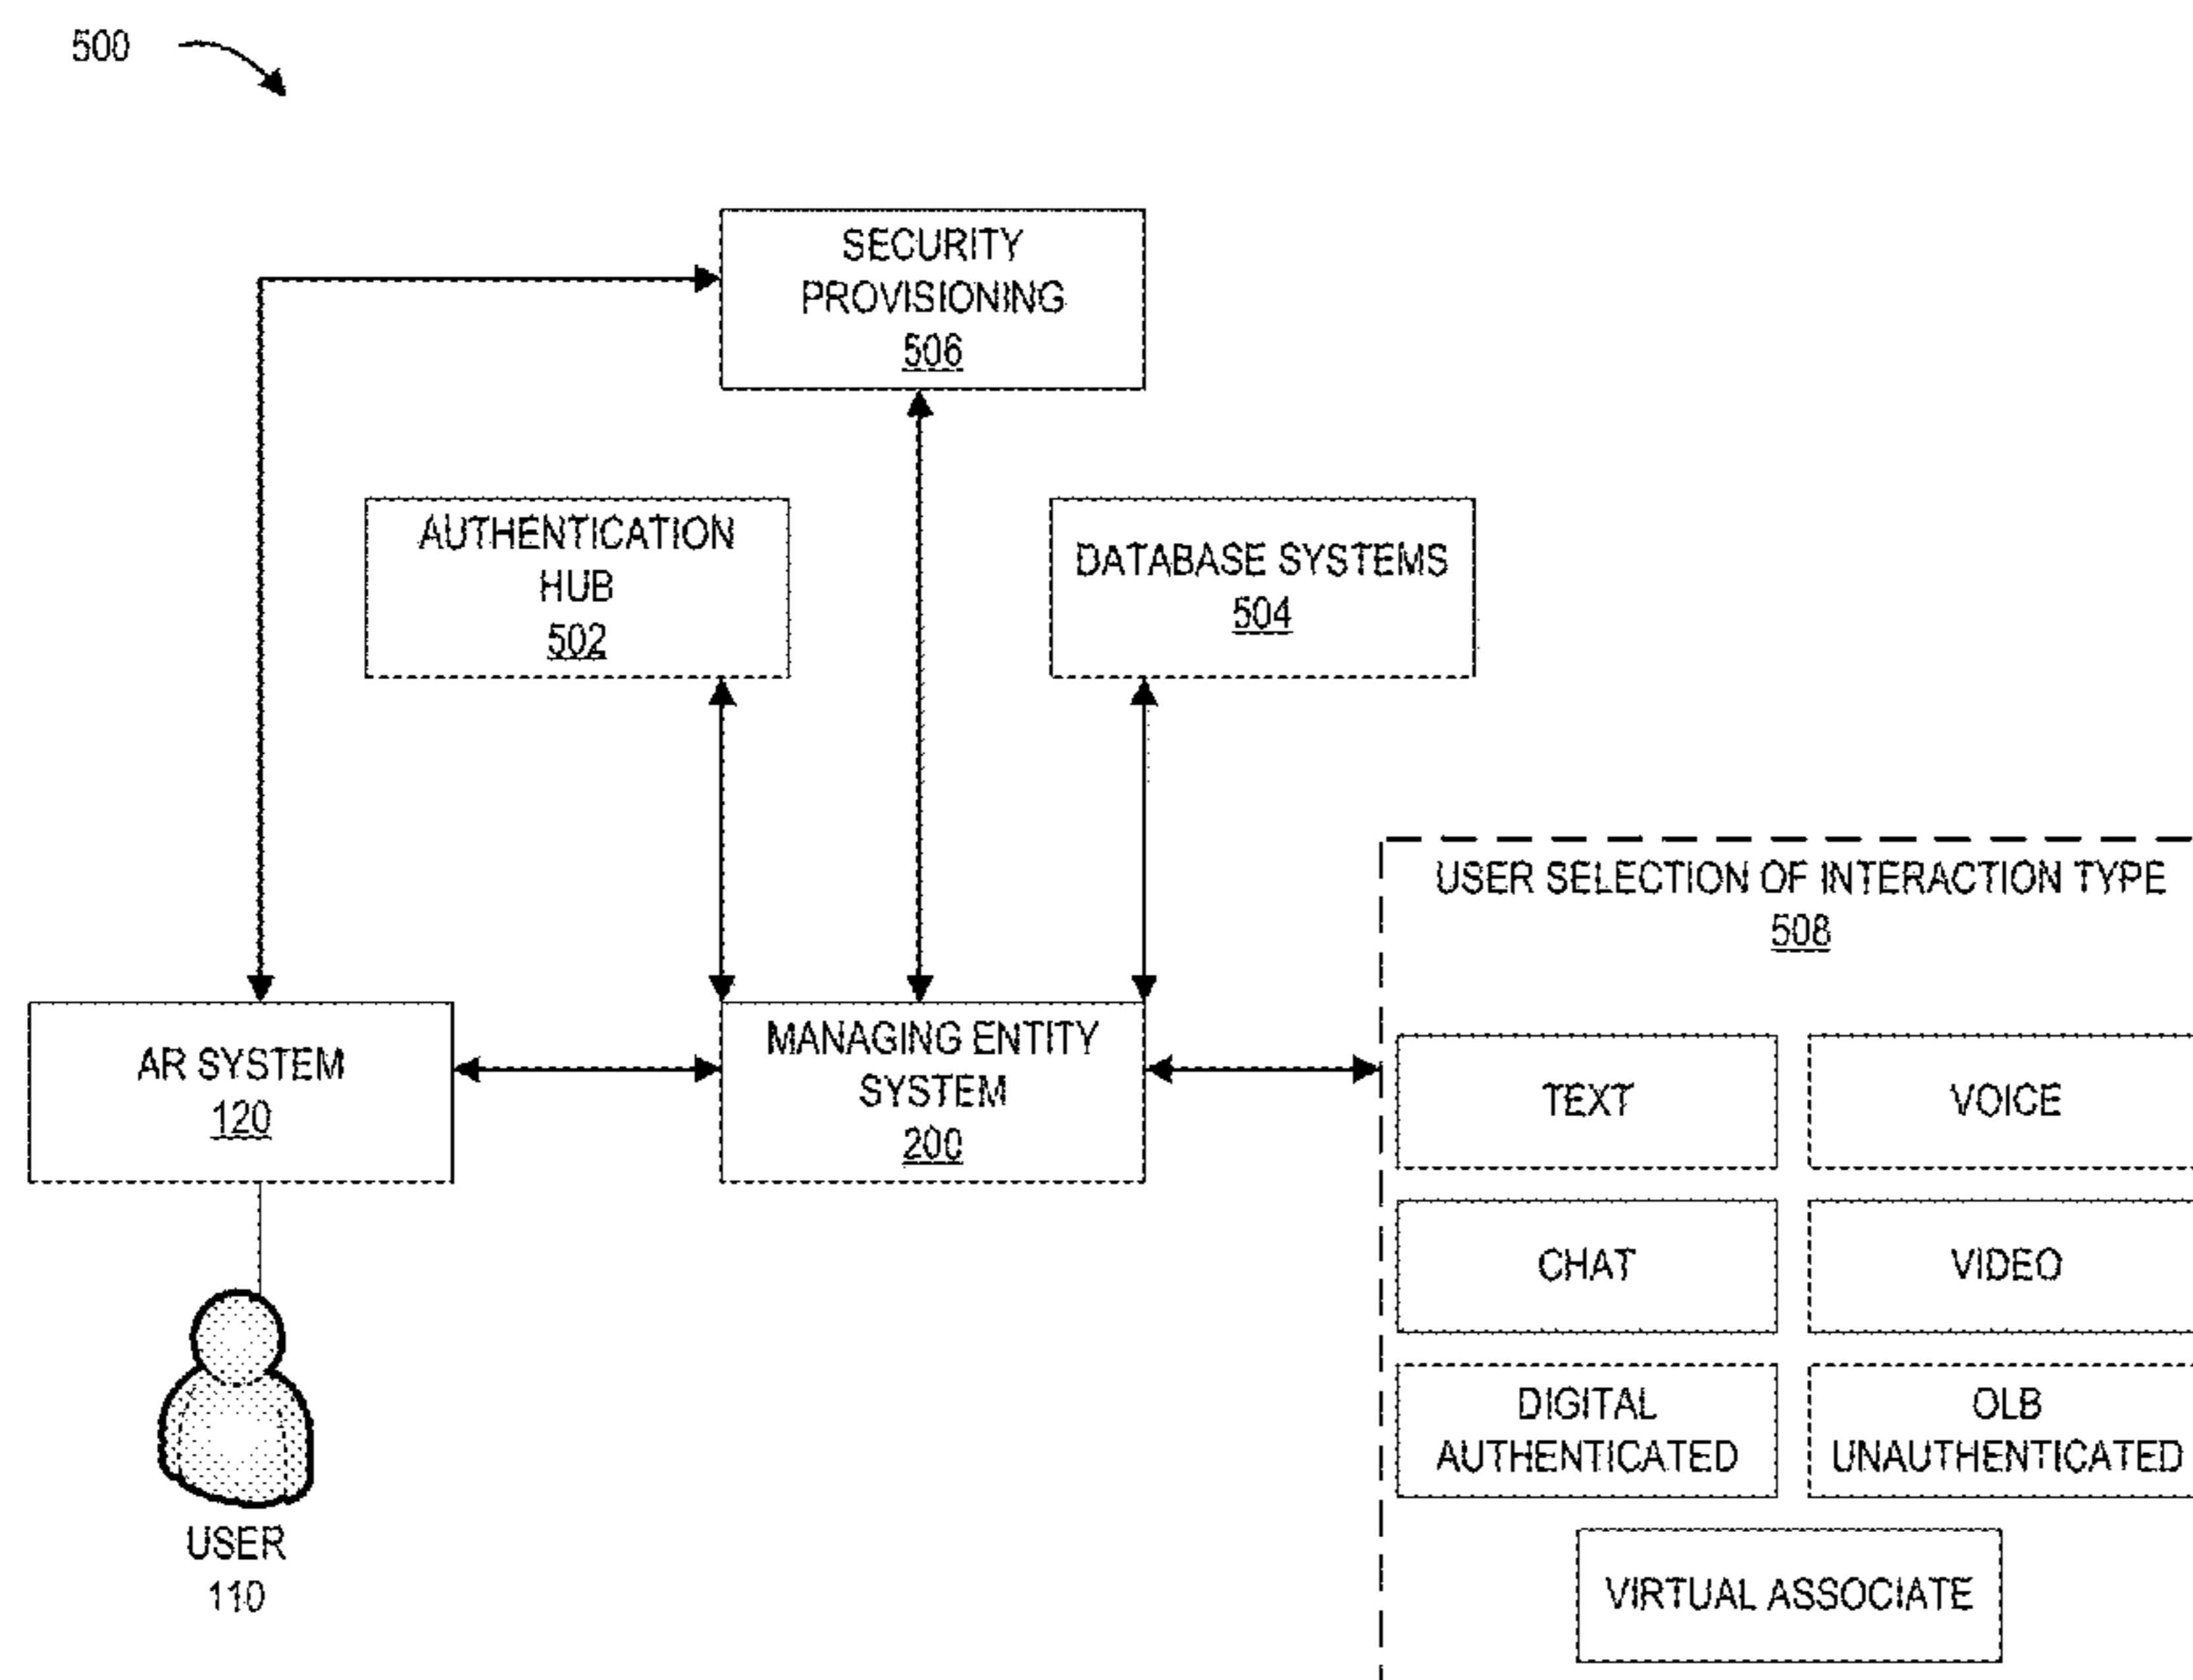 500
SECURITY
PROVISIONING
506
AUTHENTICATION
HUB
502
DATABASE SYSTEMS
504
USER SELECTION OF INTERACTION TYPE
508
AR SYSTEM
120
MANAGING ENTITY
SYSTEM
200
TEXT
VOICE
CHAT
VIDEO
DIGITAL
AUTHENTICATED
OLB
UNAUTHENTICATED
VIRTUAL ASSOCIATE
USER
110